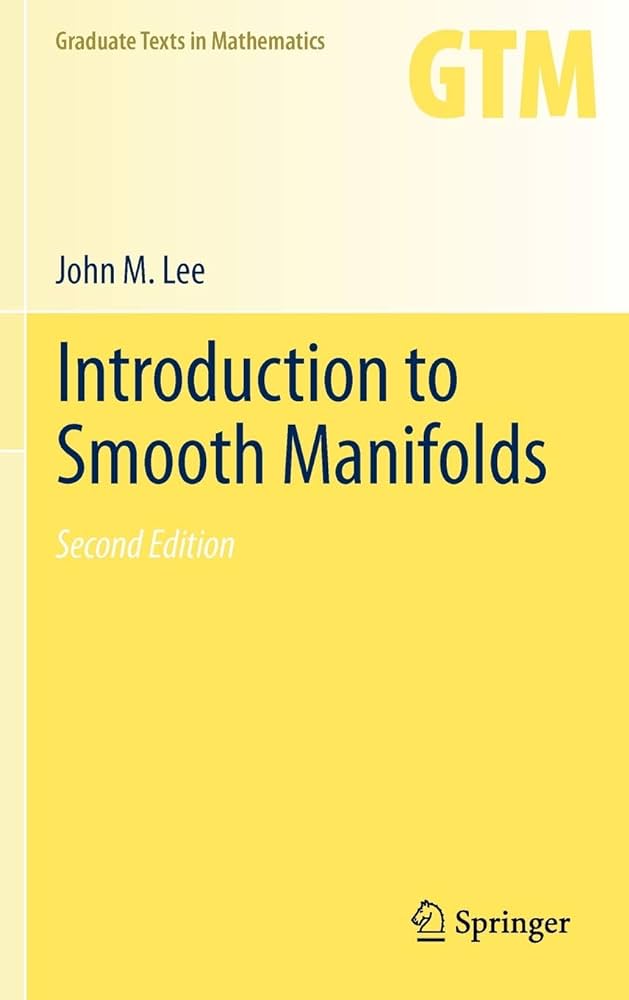 Graduate Texts in Mathematics
GTM
John M. Lee
Introduction to
Smooth Manifolds
Second Edition
Springer